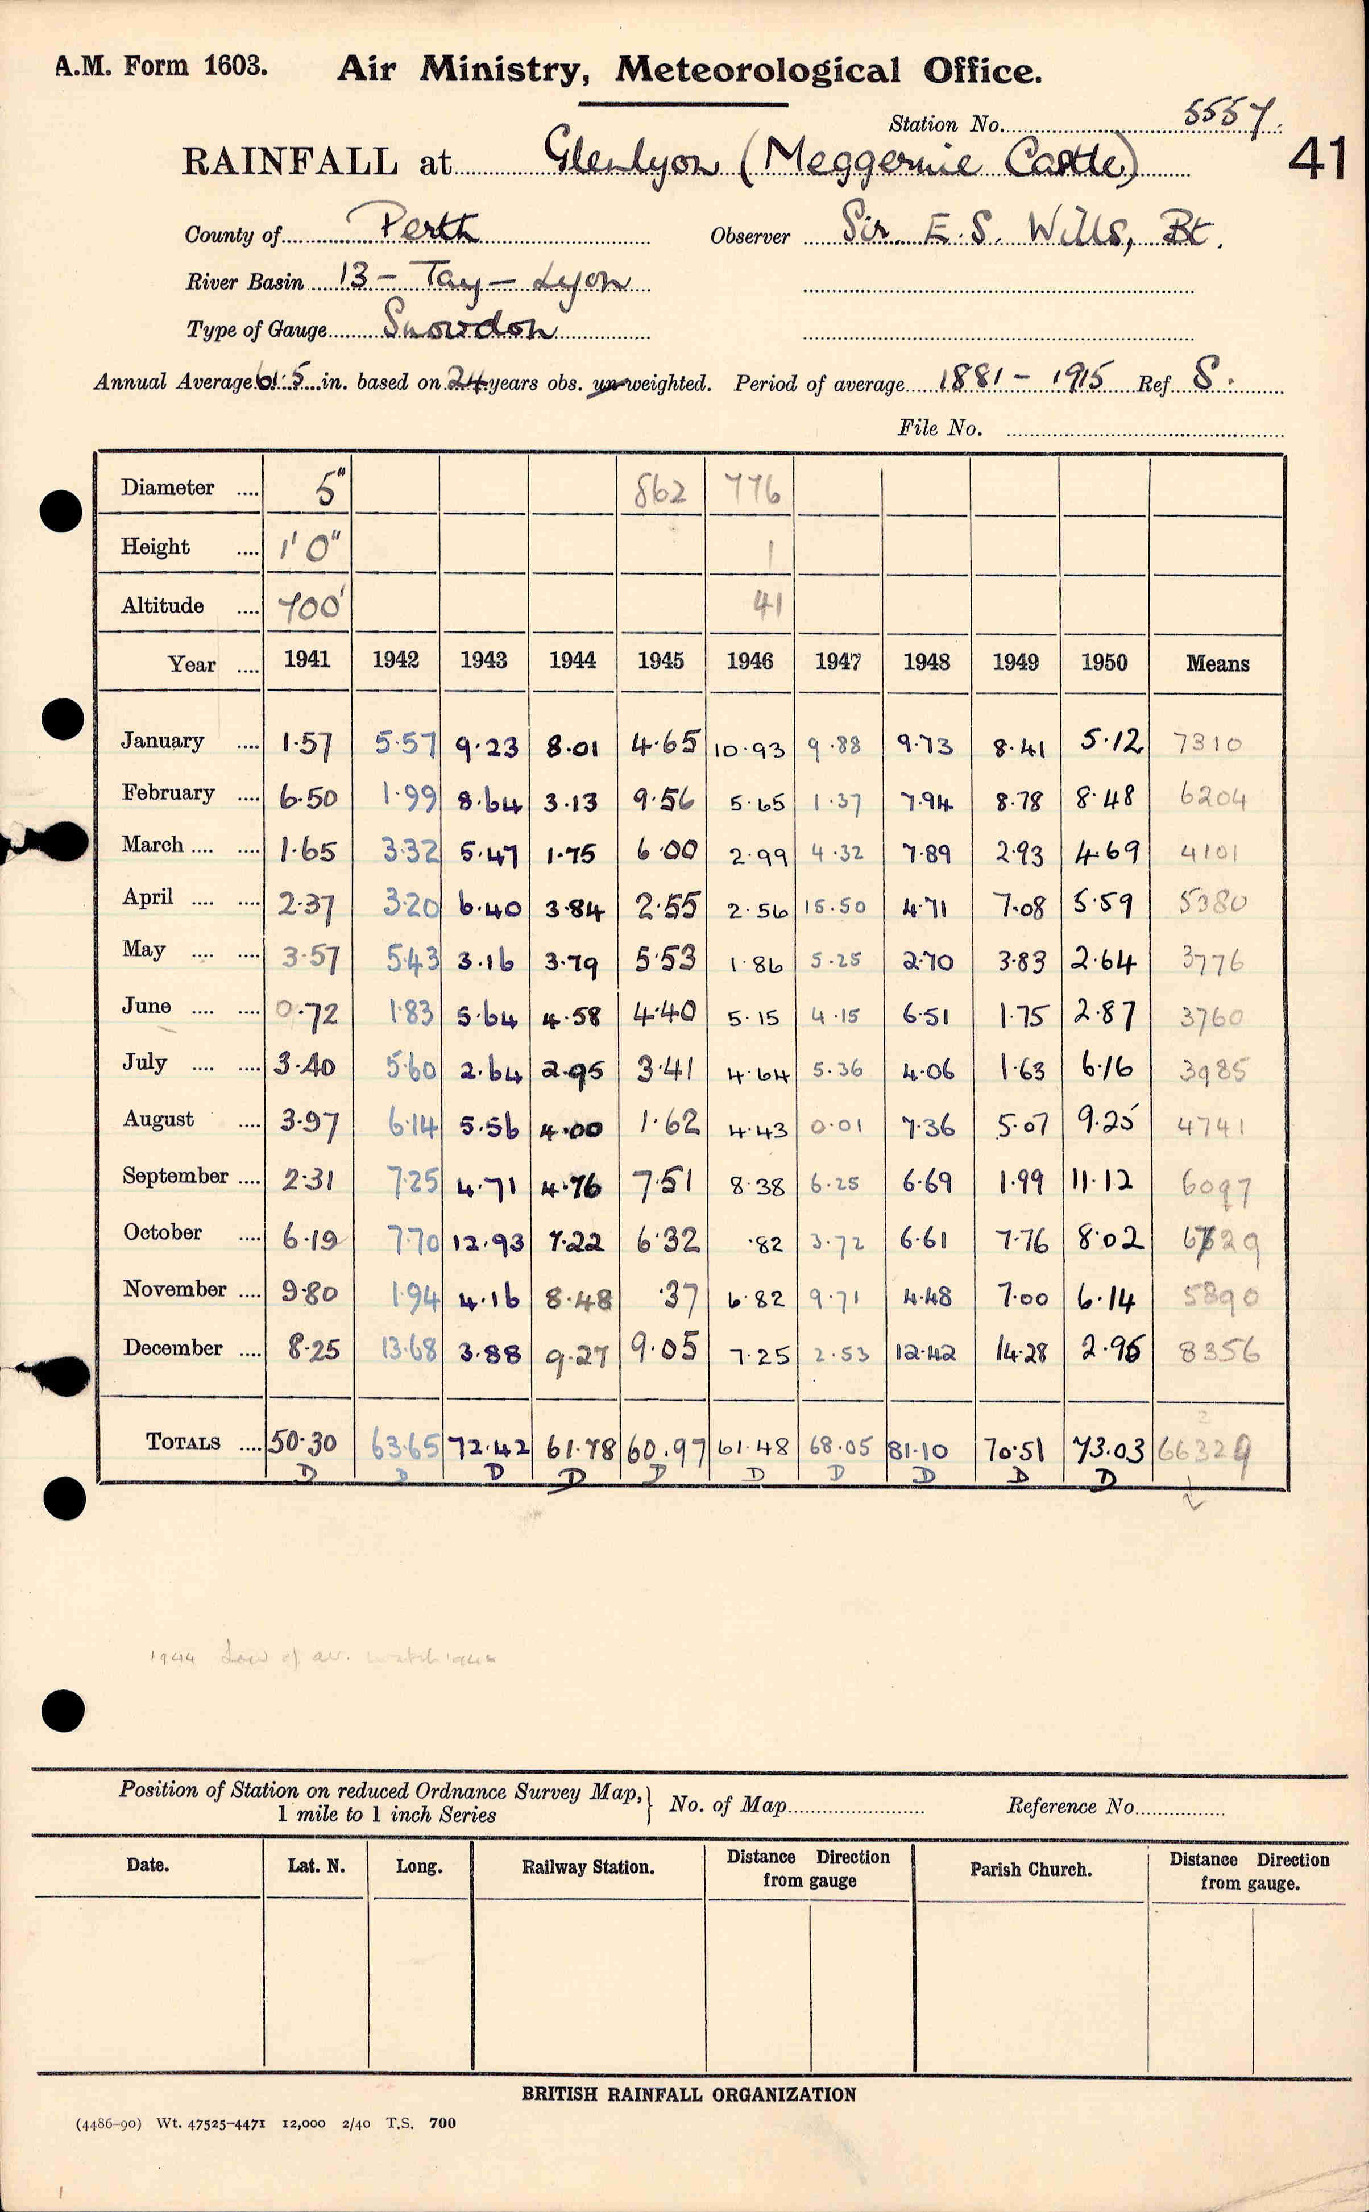 A.M. Form 1603. Air Ministry, Meteorological Office.
Station No. 5557.
RAINFALL at Glenlyon (Meggernie Castle) 41
County of Perth Observer Sir E.S. Wills, Bt.
River Basin 13 - Tay - Lyon
Type of Gauge Snowdon
Annual Average 61.5 in. based on 24 years obs. un-weighted. Period of average 1881 - 1915 Ref. S.
File No.
Diameter .... 5" 862 776
Height .... 1' 0" 1
Altitude .... 700' 41
Year .... 1941 1942 1943 1944 1945 1946 1947 1948 1949 1950 Means
January .... 1.57 5.57 9.23 8.01 4.65 10.93 9.88 9.73 8.41 5.12 7310
February .... 6.50 1.99 8.64 3.13 9.56 5.65 1.37 7.94 8.78 8.48 6204
March .... .... 1.65 3.32 5.47 1.75 6.00 2.99 4.32 7.89 2.93 4.69 4101
April .... .... 2.37 3.20 6.40 3.84 2.55 2.56 15.50 4.71 7.08 5.59 5380
May .... .... 3.57 5.43 3.16 3.79 5.53 1.86 5.25 2.70 3.83 2.64 3776
June .... .... 0.72 1.83 5.64 4.58 4.40 5.15 4.15 6.51 1.75 2.87 3760
July .... .... 3.40 5.60 2.64 2.95 3.41 4.64 5.36 4.06 1.63 6.16 3985
August .... 3.97 6.14 5.56 4.00 1.62 4.43 0.01 7.36 5.07 9.25 4741
September .... 2.31 7.25 4.71 4.76 7.51 8.38 6.25 6.69 1.99 11.12 6097
October .... 6.19 7.70 12.93 7.22 6.32 .82 3.72 6.61 7.76 8.02 6729
November .... 9.80 1.94 4.16 8.48 .37 6.82 9.71 4.48 7.00 6.14 5890
December .... 8.25 13.68 3.88 9.27 9.05 7.25 2.53 12.42 14.28 2.95 8356
TOTALS .... 50.30 63.65 72.42 61.78 60.97 61.48 68.05 81.10 70.51 73.03 66329
D D D D D D D D D D
1944 Low of av. watch 1945
Position of Station on reduced Ordnance Survey Map, } No. of Map Reference No.
1 mile to 1 inch Series
Date. Lat. N. Long. Railway Station. Distance Direction from gauge Parish Church. Distance Direction from gauge.
BRITISH RAINFALL ORGANIZATION
(4486-90) Wt. 47525-4471 12,000 2/40 T.S. 700